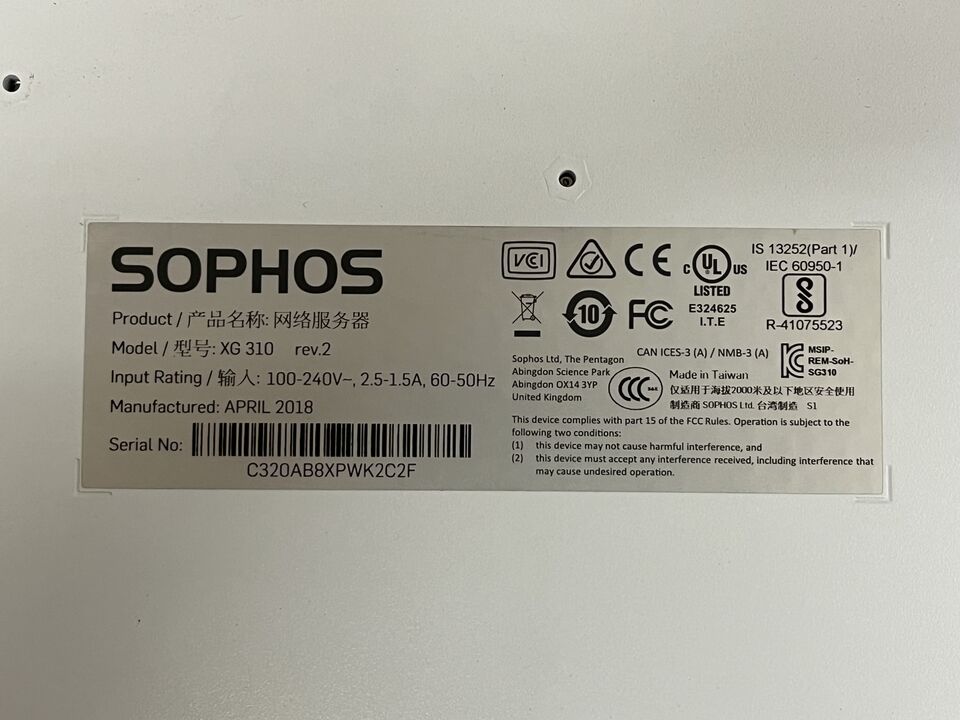 SOPHOS
Product / 产品名称: 网络服务器
Model / 型号: XG 310 rev.2
Input Rating / 输入: 100-240V~, 2.5-1.5A, 60-50Hz
Manufactured: APRIL 2018
Serial No:
C320AB8XPWK2C2F
VCI
CE
c UL US
LISTED
E324625
I.T.E
IS 13252(Part 1)/
IEC 60950-1
R-41075523
10
FC
CAN ICES-3 (A) / NMB-3 (A)
MSIP-
REM-SoH-
SG310
Sophos Ltd, The Pentagon
Abingdon Science Park
Abingdon OX14 3YP
United Kingdom
CCC
S&E
Made in Taiwan
仅适用于海拔2000米及以下地区安全使用
制造商 SOPHOS Ltd. 台湾制造 S1
This device complies with part 15 of the FCC Rules. Operation is subject to the
following two conditions:
(1) this device may not cause harmful interference, and
(2) this device must accept any interference received, including interference that
may cause undesired operation.